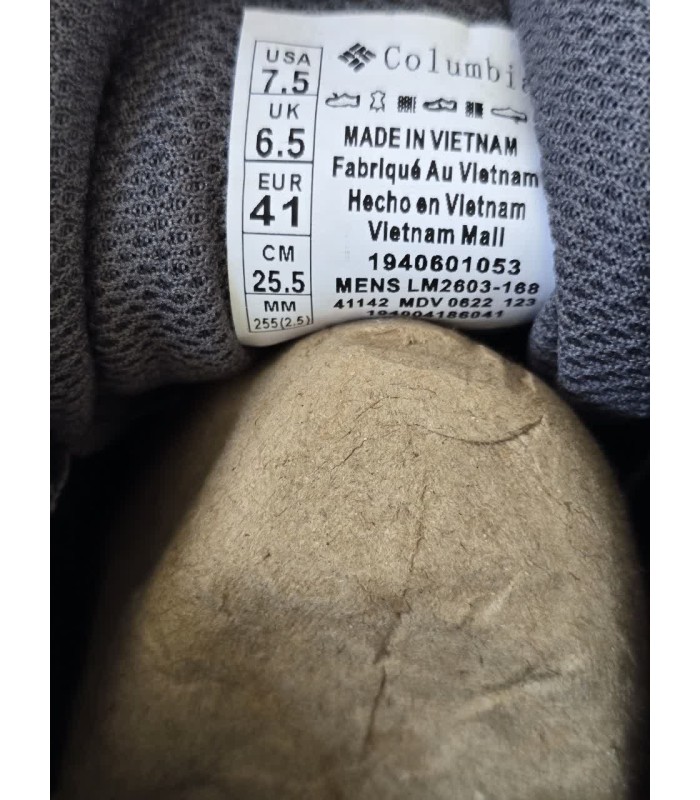 USA
7.5
UK
6.5
EUR
41
CM
25.5
MM
255(2.5)
Columbia
MADE IN VIETNAM
Fabriqué Au Vietnam
Hecho en Vietnam
Vietnam Mall
1940601053
MENS LM2603-168
41142 MDV 0622 123
194004186041